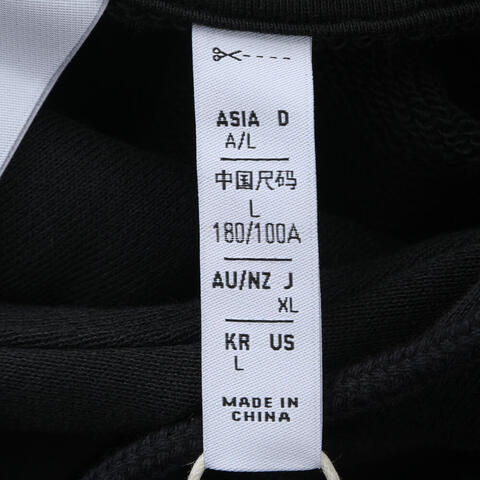 ASIA D
A/L
中国尺码
L
180/100A
AU/NZ J
XL
KR US
L
MADE IN
CHINA